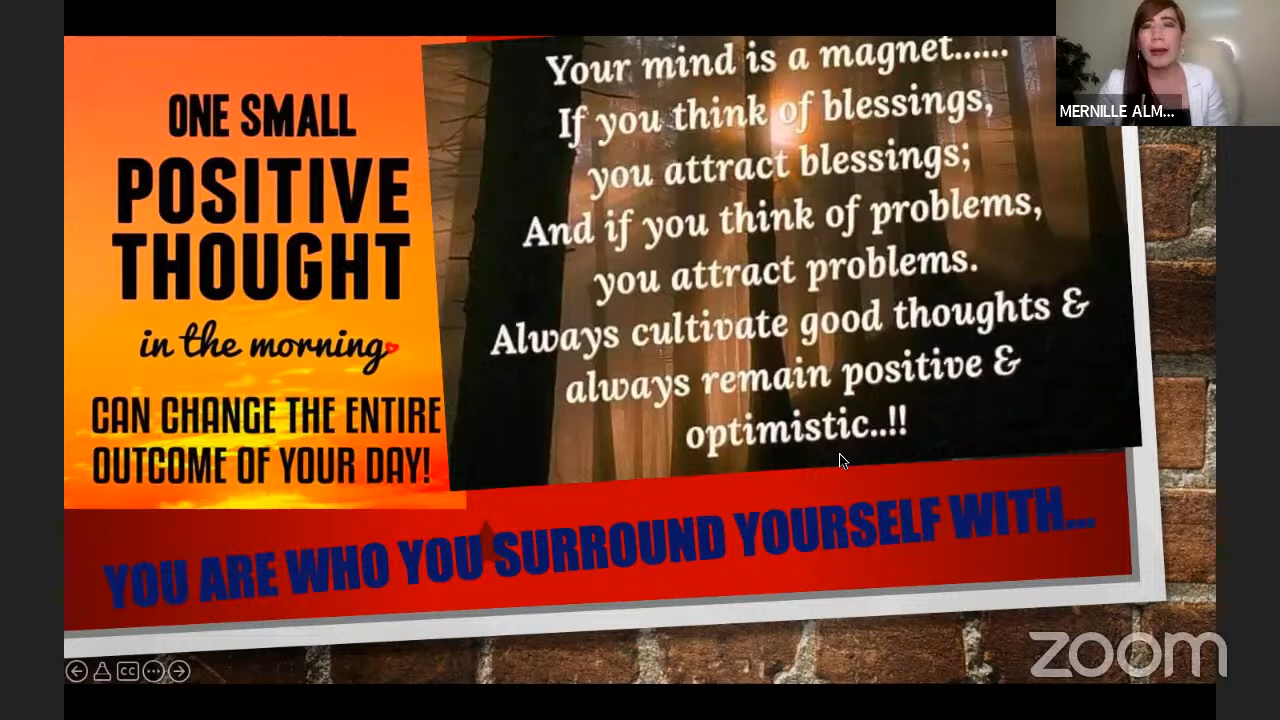 ONE SMALL
POSITIVE
THOUGHT
in the morning
CAN CHANGE THE ENTIRE
OUTCOME OF YOUR DAY!
Your mind is a magnet......
If you think of blessings,
you attract blessings;
And if you think of problems,
you attract problems.
Always cultivate good thoughts &
always remain positive &
optimistic..!!
YOU ARE WHO YOU SURROUND YOURSELF WITH...
MERNILLE ALM...
CC
zoom